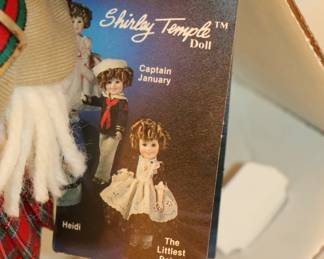 Shirley Temple™
Doll
Captain
January
Heidi
The
Littlest